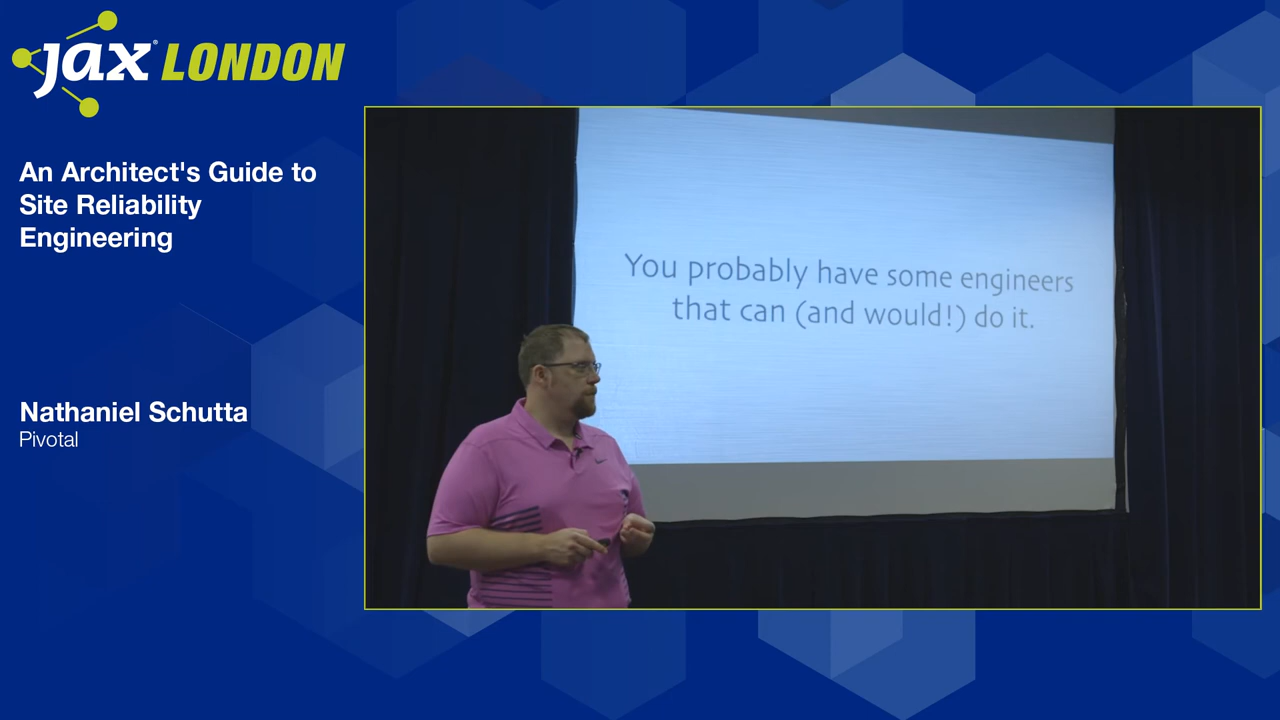 jax® LONDON
An Architect's Guide to
Site Reliability
Engineering
Nathaniel Schutta
Pivotal
You probably have some engineers
that can (and would!) do it.